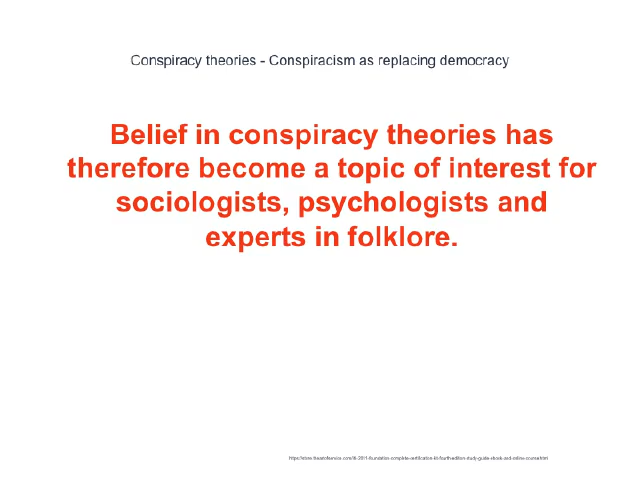 Conspiracy theories - Conspiracism as replacing democracy
Belief in conspiracy theories has
therefore become a topic of interest for
sociologists, psychologists and
experts in folklore.